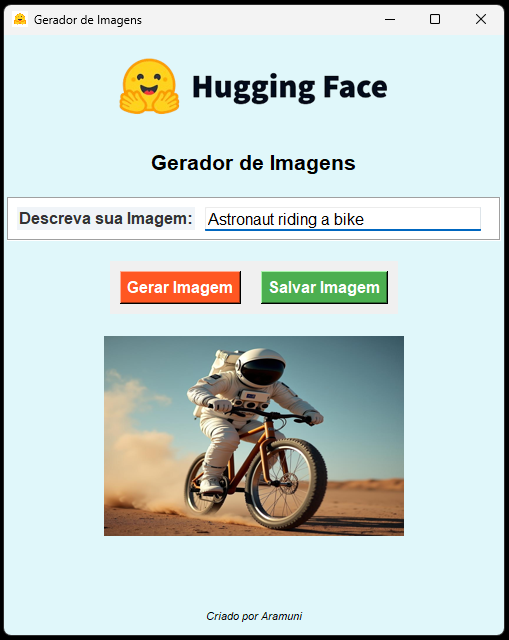 Gerador de Imagens
Hugging Face
Gerador de Imagens
Descreva sua Imagem: Astronaut riding a bike
Gerar Imagem Salvar Imagem
Criado por Aramuni